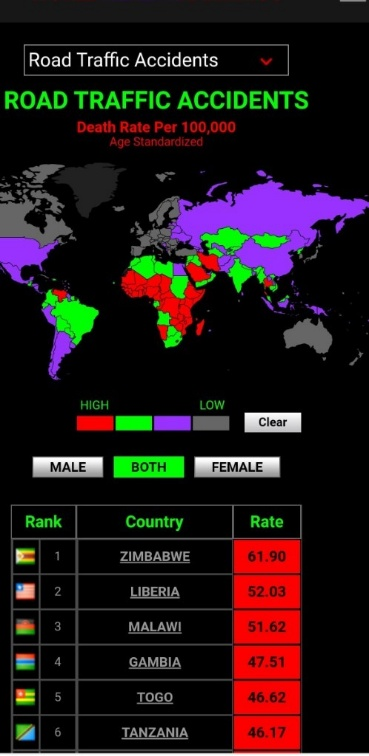 Road Traffic Accidents
ROAD TRAFFIC ACCIDENTS
Death Rate Per 100,000
Age Standardized
HIGH LOW
Clear
MALE BOTH FEMALE
Rank Country Rate
1 ZIMBABWE 61.90
2 LIBERIA 52.03
3 MALAWI 51.62
4 GAMBIA 47.51
5 TOGO 46.62
6 TANZANIA 46.17